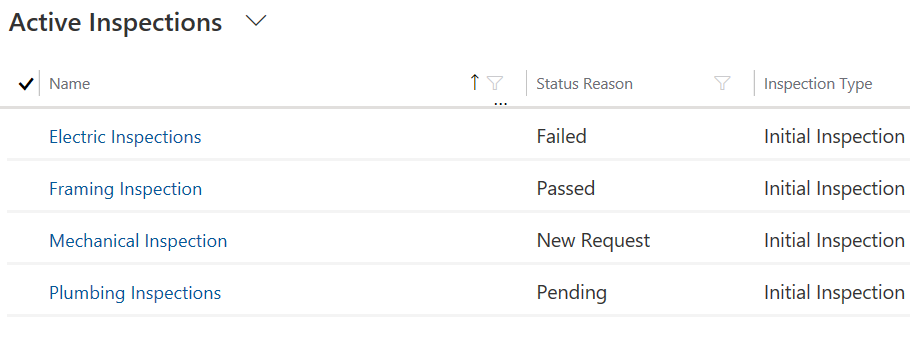 Active Inspections
Name Status Reason Inspection Type
...
Electric Inspections Failed Initial Inspection
Framing Inspection Passed Initial Inspection
Mechanical Inspection New Request Initial Inspection
Plumbing Inspections Pending Initial Inspection